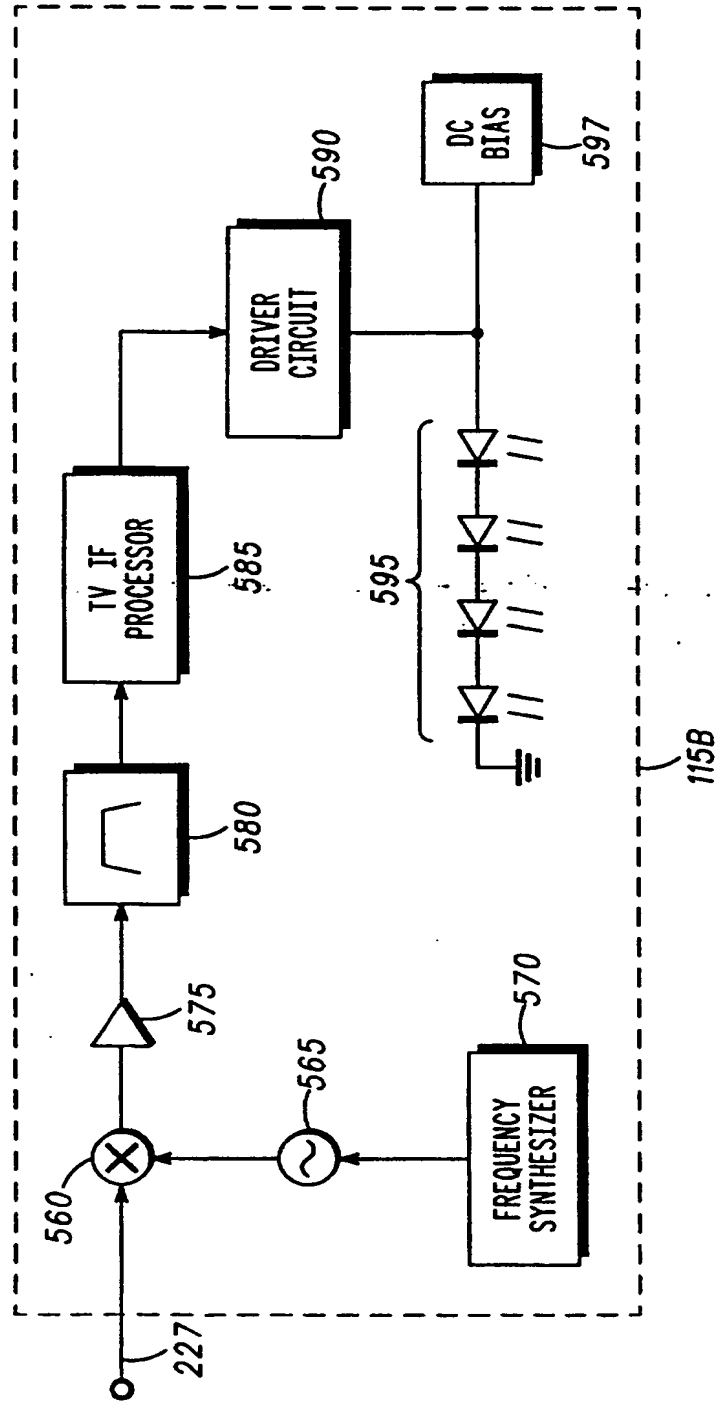 227
560
575
580
TV IF
PROCESSOR
585
DRIVER
CIRCUIT
590
565
FREQUENCY
SYNTHESIZER
570
595
DC
BIAS
597
115B